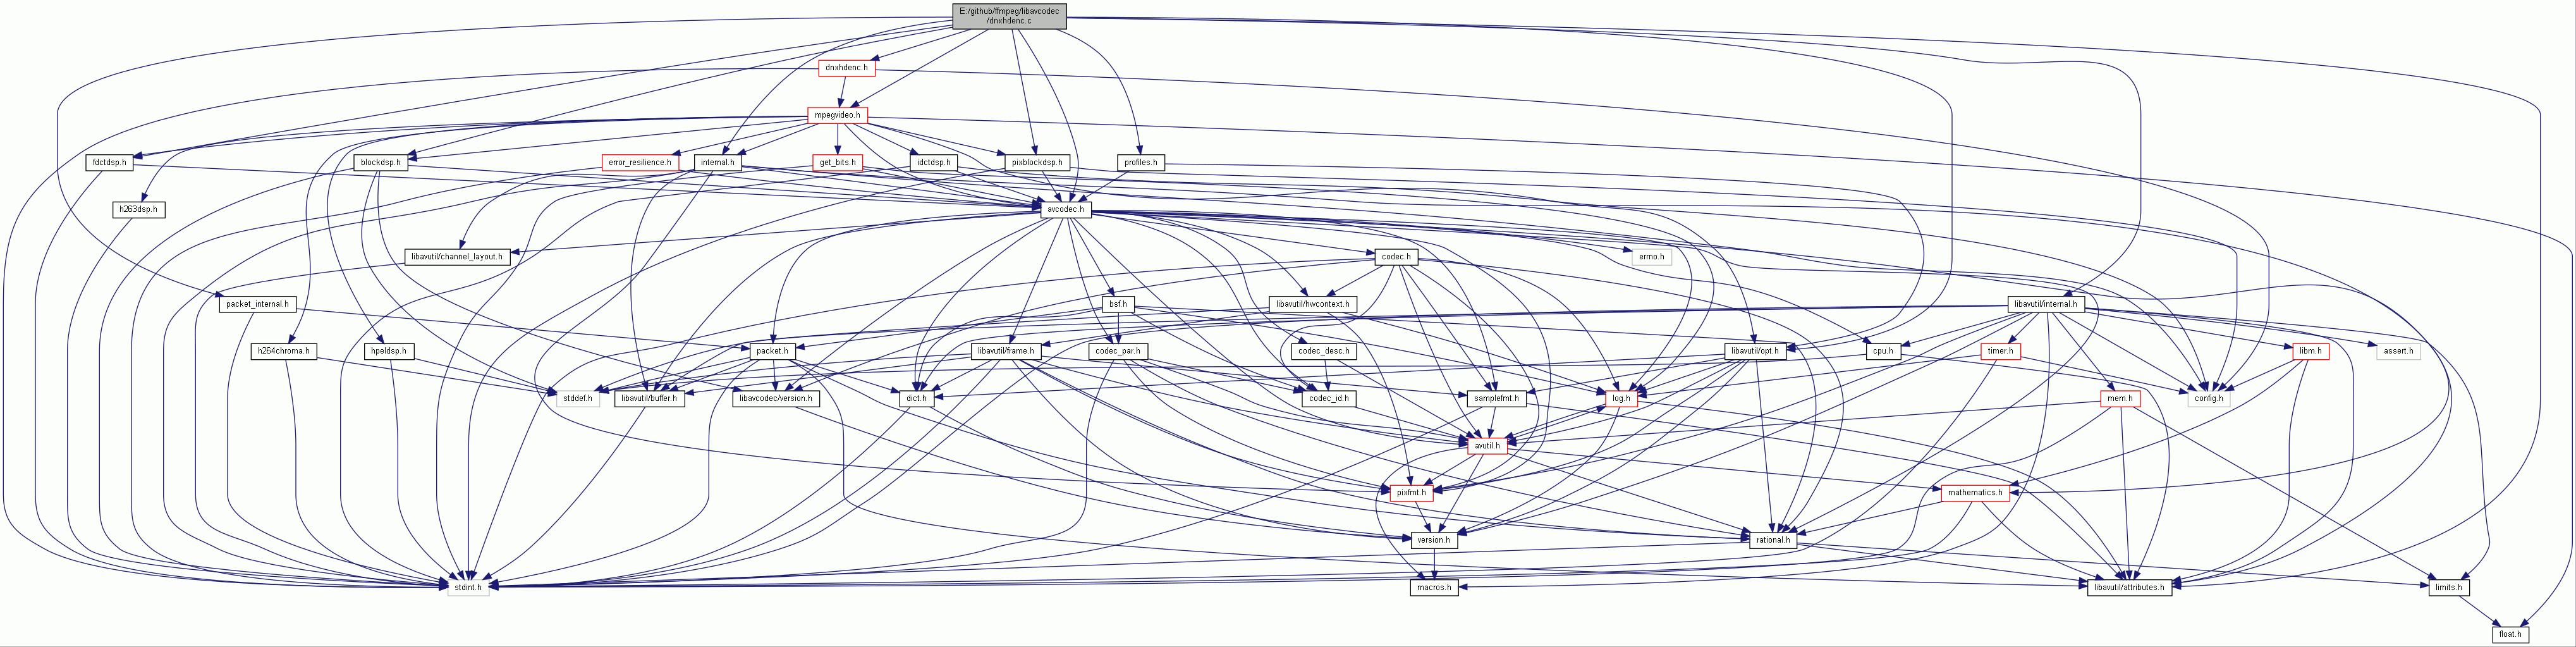 E:/github/ffmpeg/libavcodec
/dnxhdenc.c
dnxhdenc.h
mpegvideo.h
fdctdsp.h
blockdsp.h
error_resilience.h
internal.h
get_bits.h
idctdsp.h
pixblockdsp.h
profiles.h
h263dsp.h
avcodec.h
libavutil/channel_layout.h
codec.h
errno.h
packet_internal.h
bsf.h
libavutil/hwcontext.h
libavutil/internal.h
h264chroma.h
hpeldsp.h
packet.h
libavutil/frame.h
codec_par.h
codec_desc.h
libavutil/opt.h
cpu.h
timer.h
libm.h
assert.h
stddef.h
libavutil/buffer.h
libavcodec/version.h
dict.h
codec_id.h
samplefmt.h
log.h
mem.h
config.h
avutil.h
pixfmt.h
mathematics.h
version.h
rational.h
stdint.h
macros.h
libavutil/attributes.h
limits.h
float.h